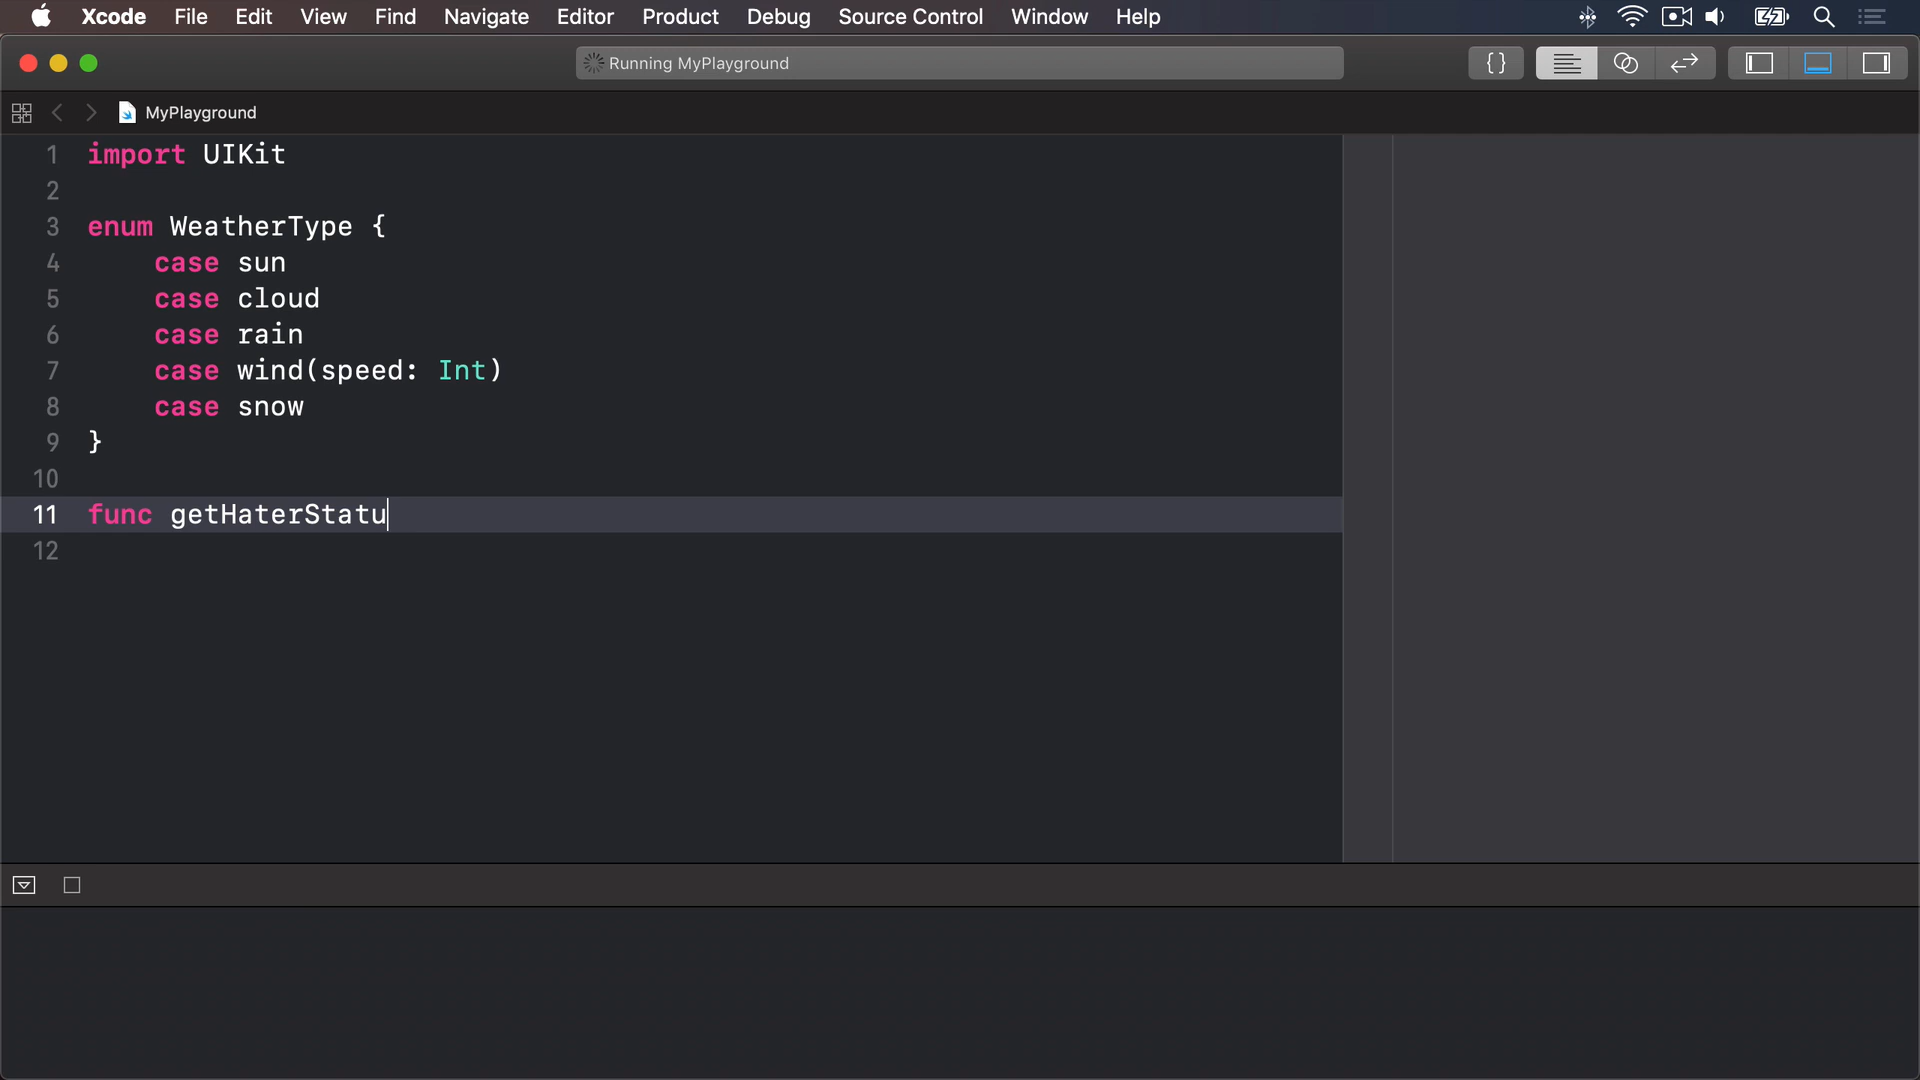 Xcode File Edit View Find Navigate Editor Product Debug Source Control Window Help
Running MyPlayground
{}
MyPlayground
1 import UIKit
2
3 enum WeatherType {
4     case sun
5     case cloud
6     case rain
7     case wind(speed: Int)
8     case snow
9 }
10
11 func getHaterStatu
12